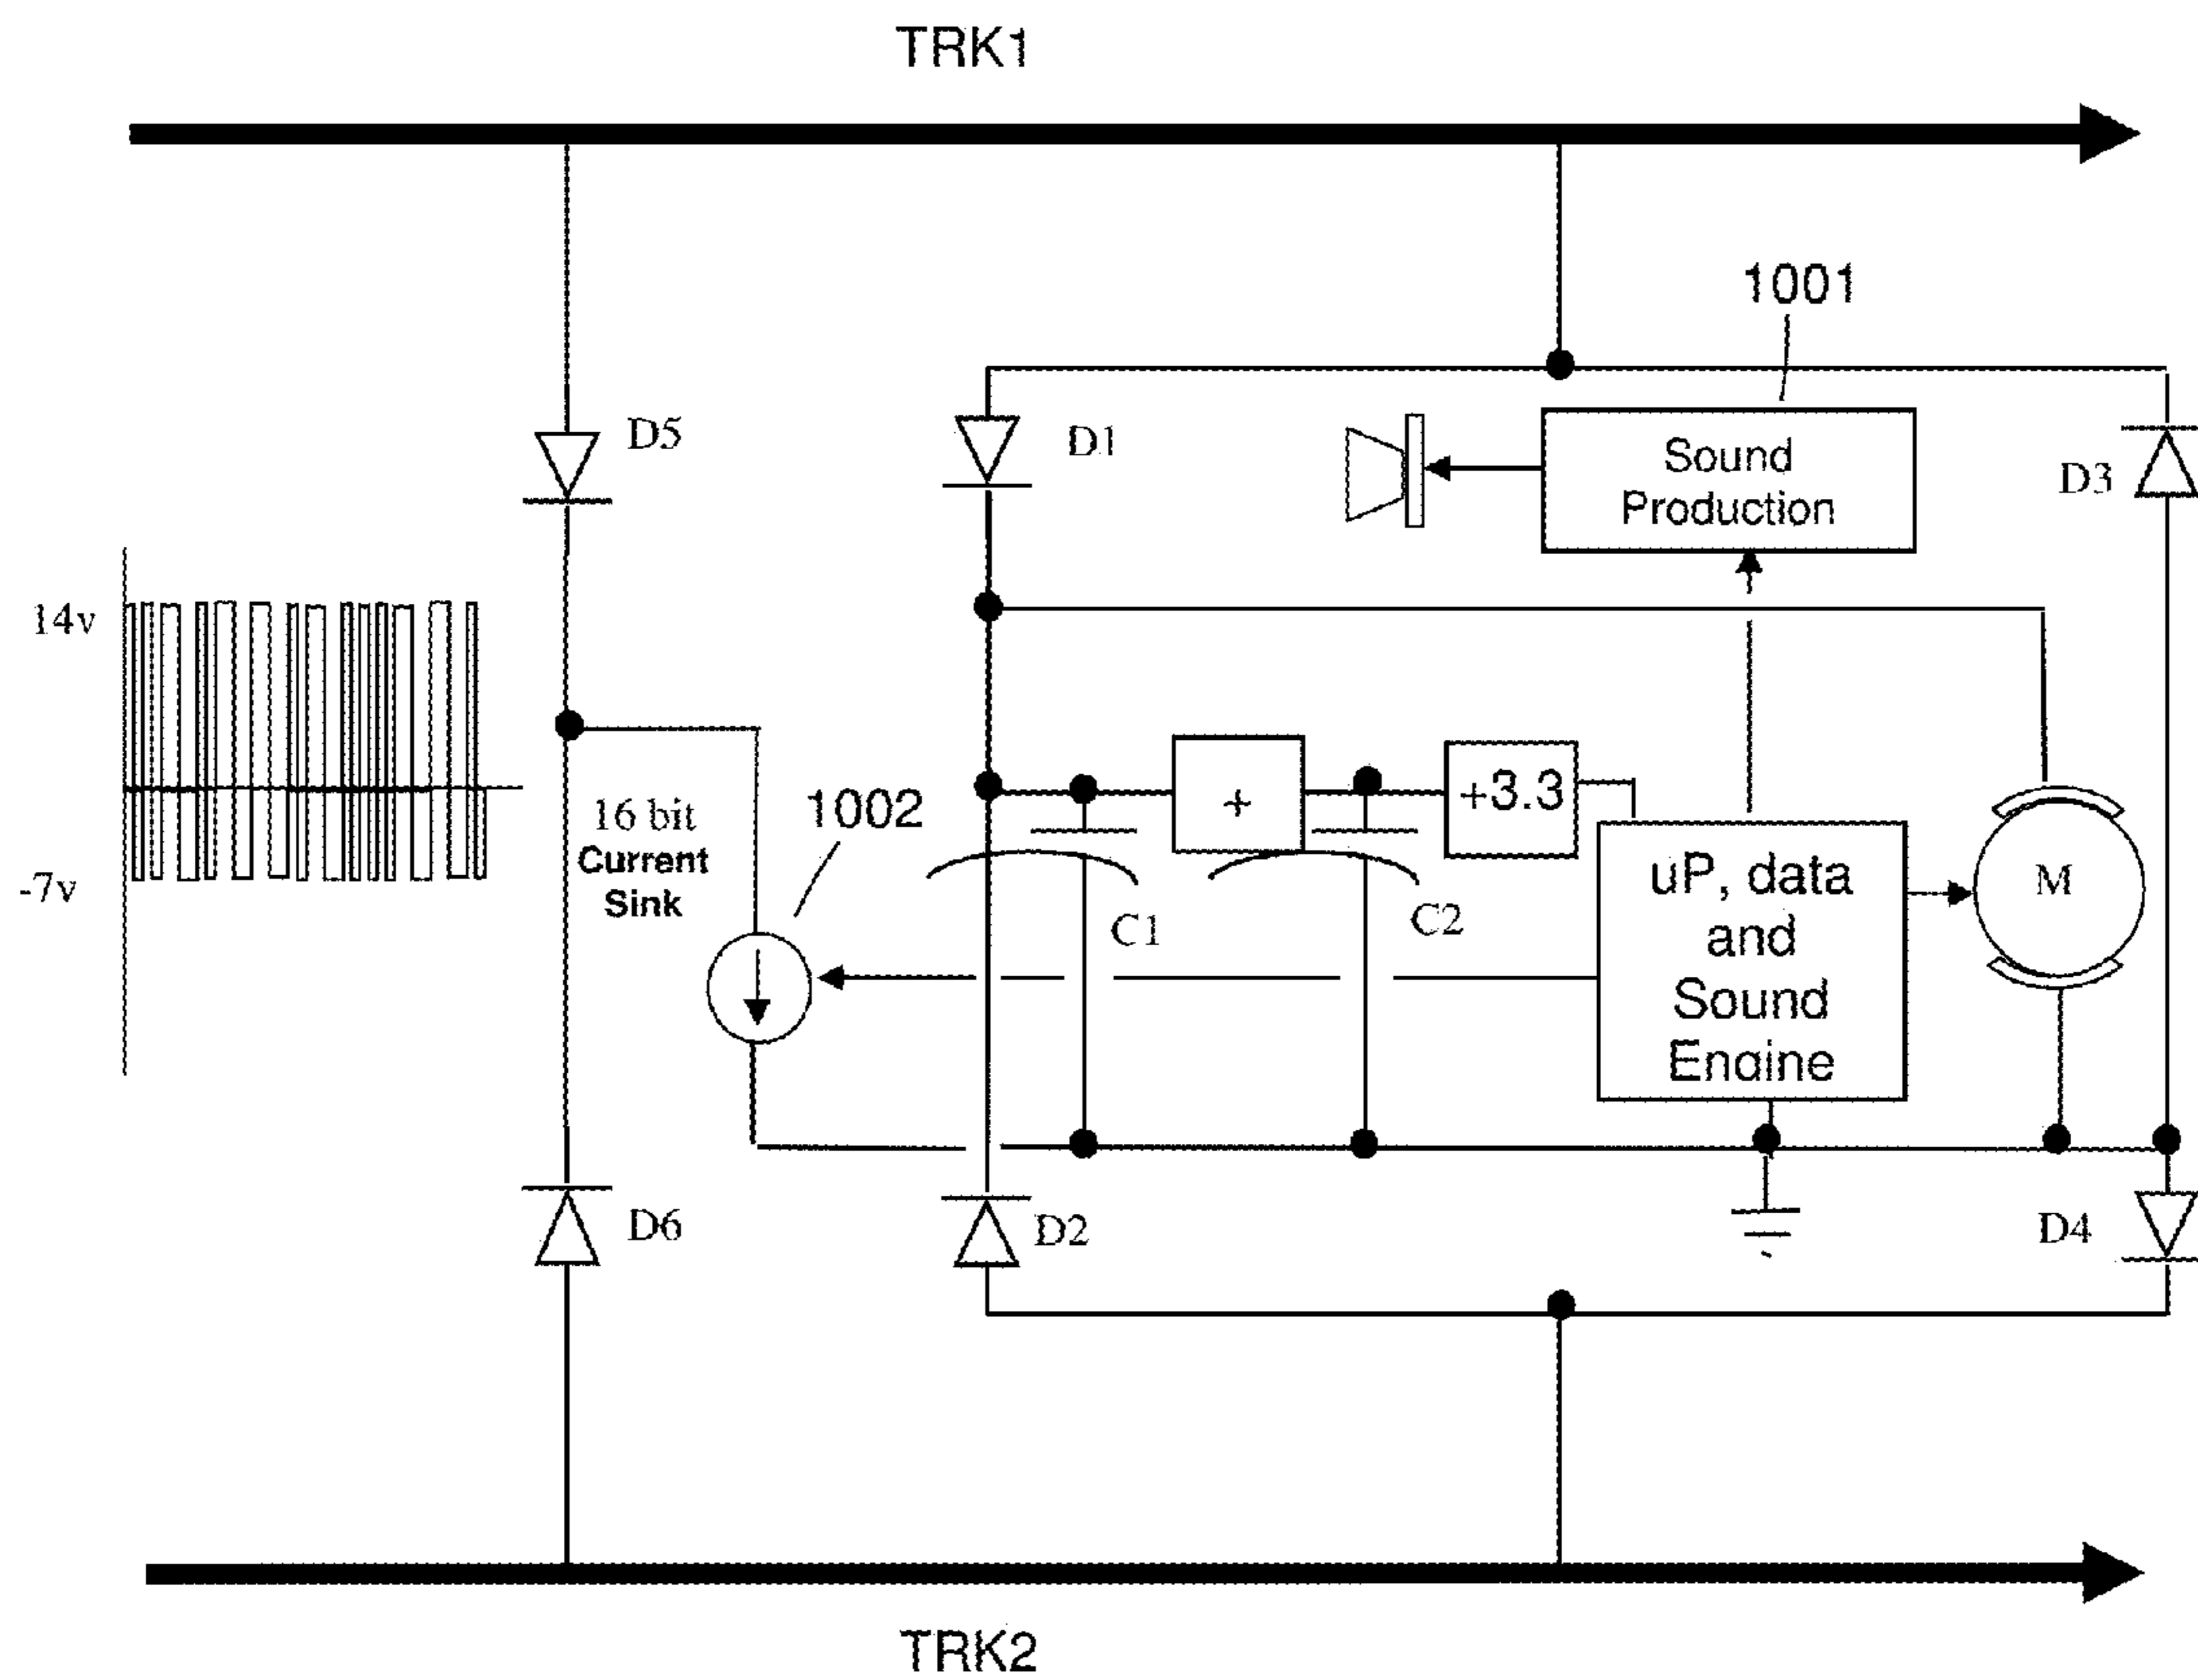 TRK1
1001
D5
D1
Sound
Production
D3
14v
+
+3.3
16 bit
Current
Sink
1002
-7v
C1
C2
uP, data
and
Sound
Engine
M
D6
D2
D4
TRK2